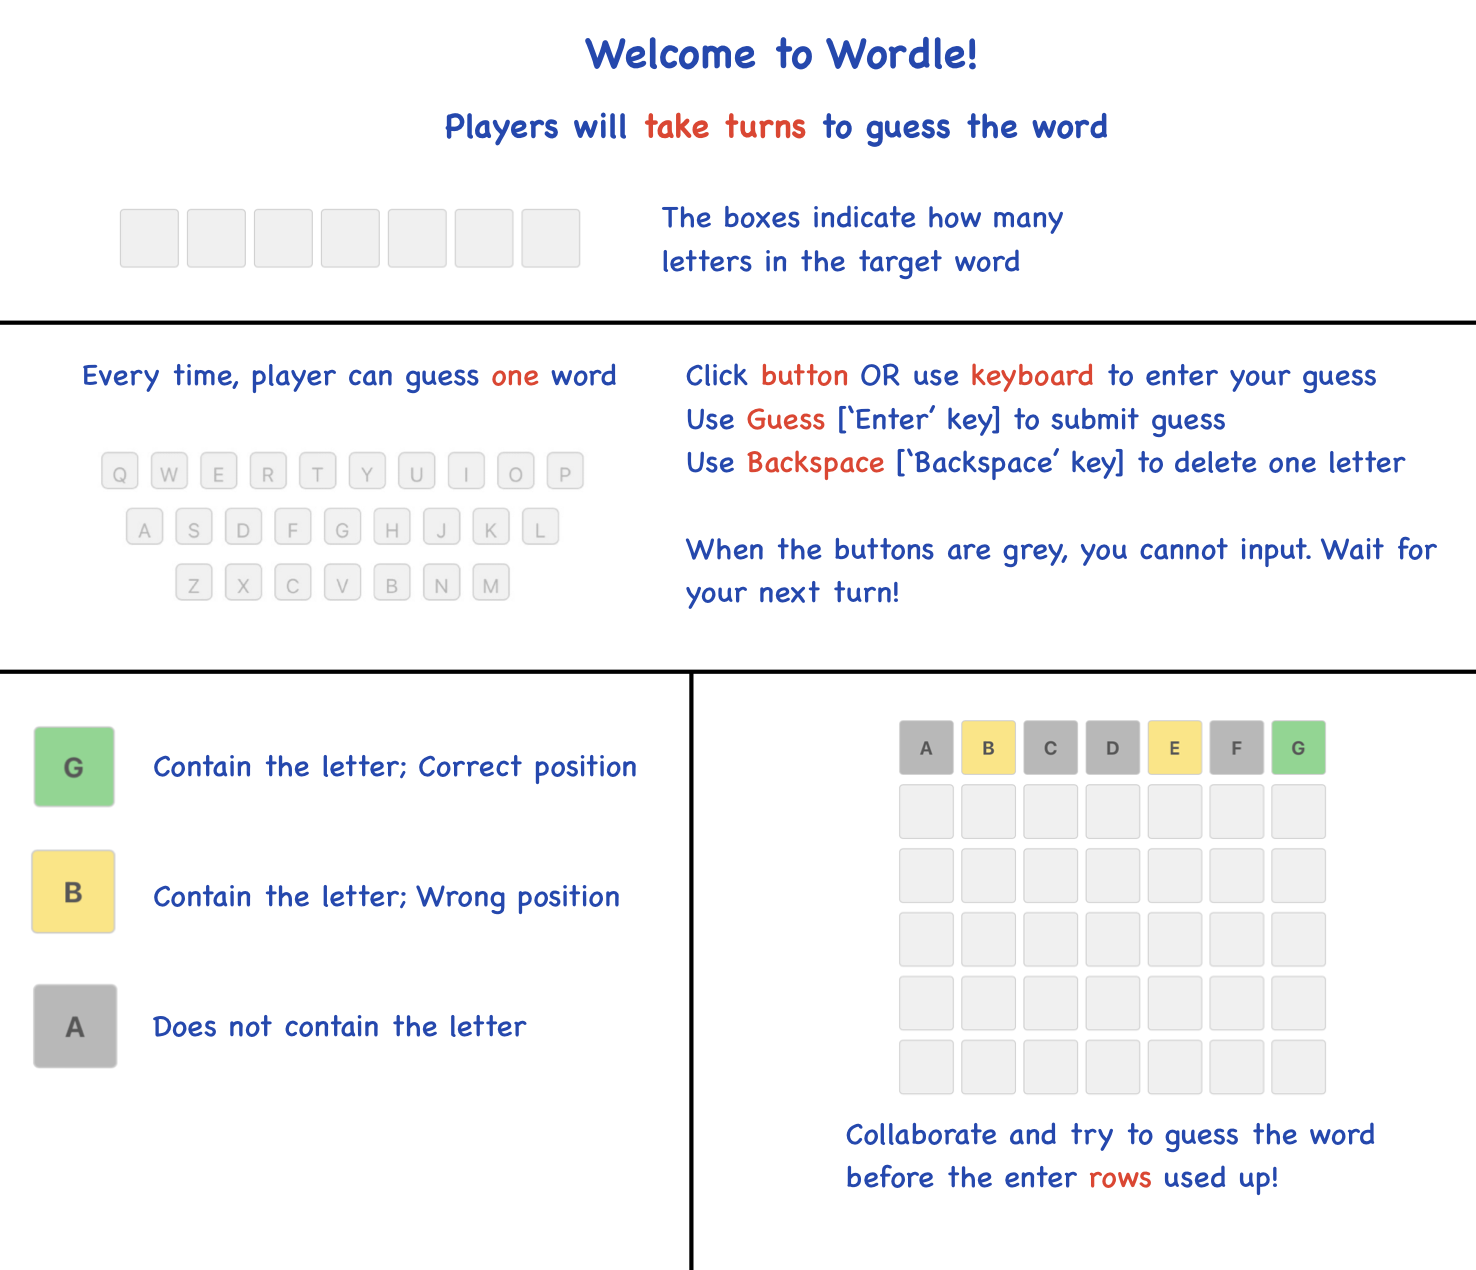 Welcome to Wordle!
Players will take turns to guess the word
The boxes indicate how many
letters in the target word
Every time, player can guess one word
Q W E R T Y U I O P
A S D F G H J K L
Z X C V B N M
Click button OR use keyboard to enter your guess
Use Guess [‘Enter’ key] to submit guess
Use Backspace [‘Backspace’ key] to delete one letter
When the buttons are grey, you cannot input. Wait for
your next turn!
G
Contain the letter; Correct position
B
Contain the letter; Wrong position
A
Does not contain the letter
A B C D E F G
Collaborate and try to guess the word
before the enter rows used up!